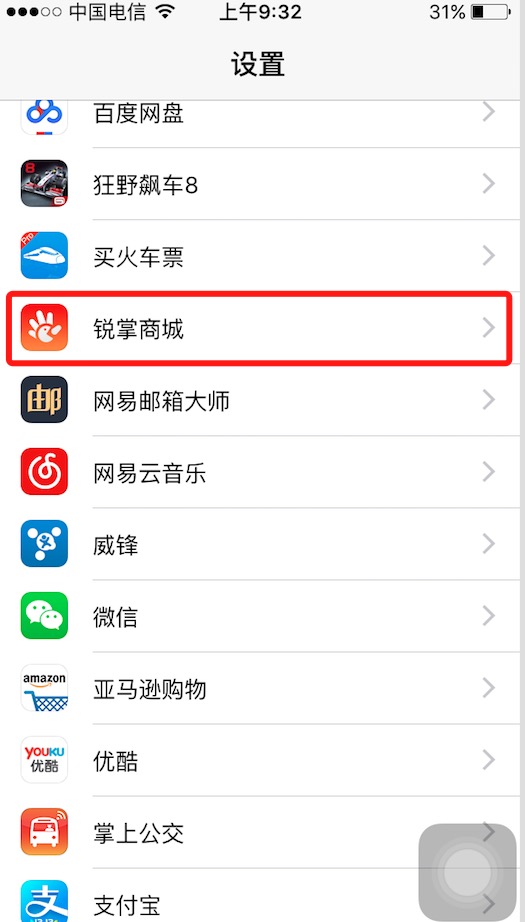 中国电信 上午9:32 31%
设置
百度网盘
狂野飙车8
Pro
买火车票
锐掌商城
邮
网易邮箱大师
网易云音乐
威锋
微信
amazon
亚马逊购物
YOUKU
优酷
优酷
掌上公交
支
支付宝